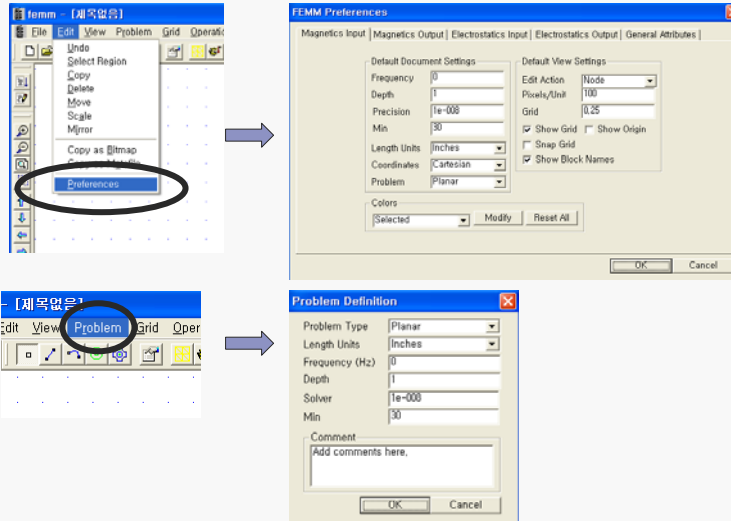 femm - [제목없음]
File Edit View Problem Grid
Undo
Select Region
Copy
Delete
Move
Scale
Mirror
Copy as Bitmap
Preferences
FEMM Preferences
Magnetics Input Magnetics Output Electrostatics Input Electrostatics Output General Attributes
Default Document Settings
Frequency 0
Depth 1
Precision 1e-008
Min 30
Length Units Inches
Coordinates Cartesian
Problem Planar
Default View Settings
Edit Action Node
Pixels/Unit 100
Grid 0,25
Show Grid Show Origin
Snap Grid
Show Block Names
Colors
Selected Modify Reset All
OK Cancel
- [제목없음]
Edit View Problem Grid Oper
Problem Definition
Problem Type Planar
Length Units Inches
Frequency (Hz) 0
Depth 1
Solver 1e-008
Min 30
Comment
Add comments here,
OK Cancel